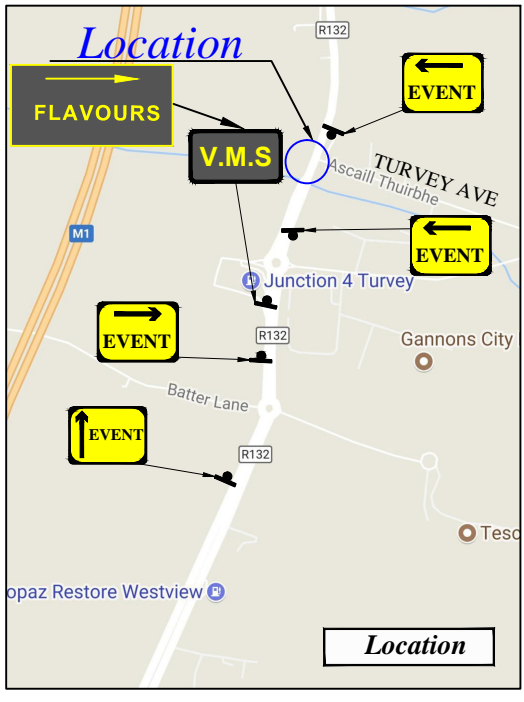 R132
Location
EVENT
FLAVOURS
V.M.S
TURVEY AVE
Ascaill Thuirbhe
M1
EVENT
Junction 4 Turvey
EVENT
R132
Gannons City
Batter Lane
EVENT
R132
Tesc
opaz Restore Westview
Location